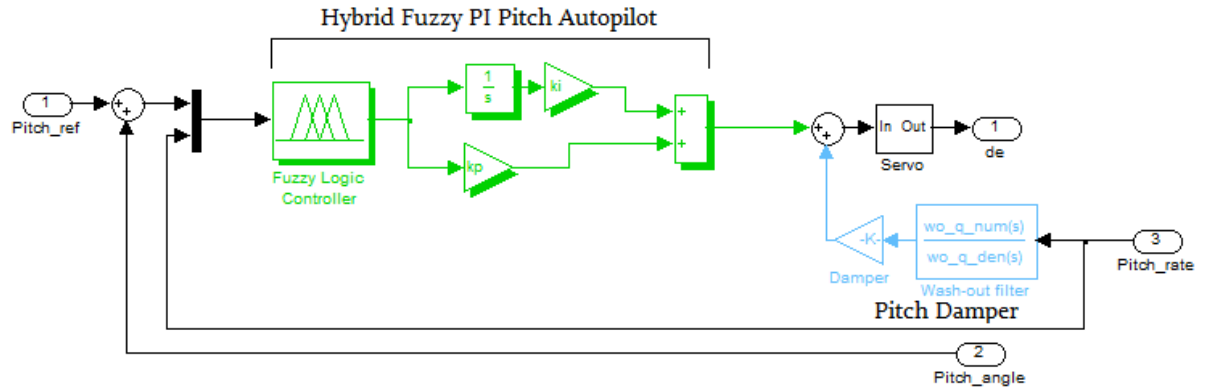 Hybrid Fuzzy PI Pitch Autopilot
1
Pitch_ref
+
+
Fuzzy Logic
Controller
1
s
ki
kp
+
+
+
+
In Out
Servo
1
de
-K-
Damper
wo_q_num(s)
wo_q_den(s)
Wash-out filter
3
Pitch_rate
Pitch Damper
2
Pitch_angle